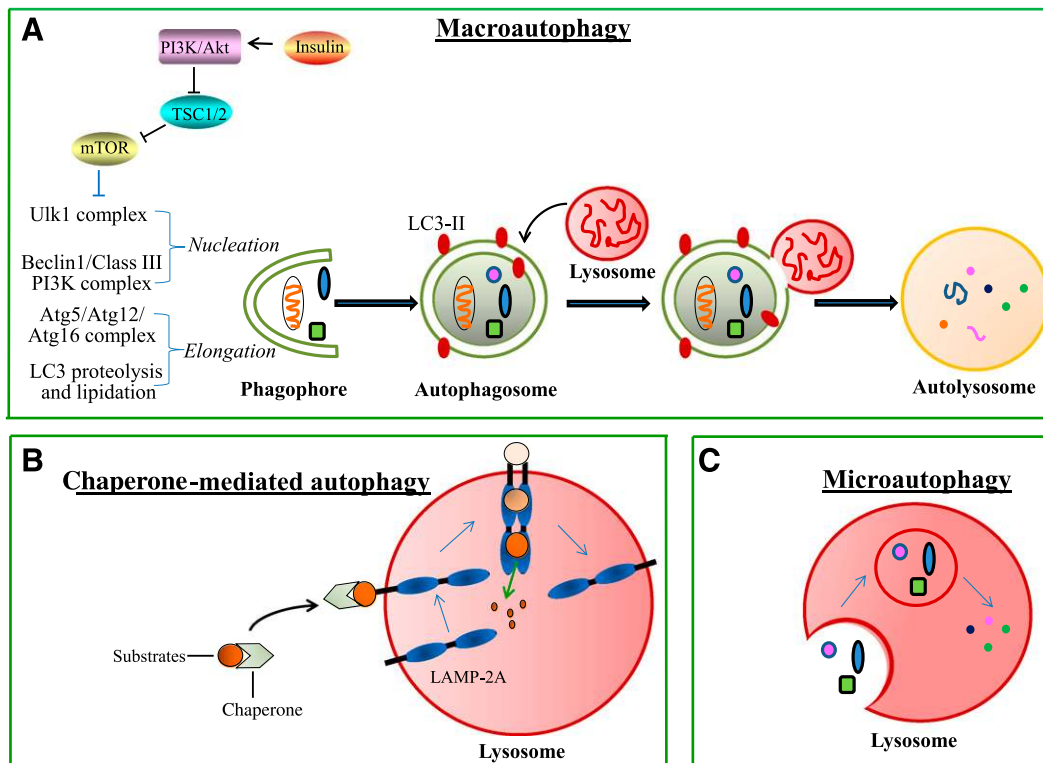 A
Macroautophagy
PI3K/Akt
Insulin
TSC1/2
mTOR
Ulk1 complex
Nucleation
Beclin1/Class III
PI3K complex
Atg5/Atg12/
Atg16 complex
Elongation
LC3 proteolysis
and lipidation
Phagophore
LC3-II
Autophagosome
Lysosome
Autolysosome
B
Chaperone-mediated autophagy
Substrates
Chaperone
LAMP-2A
Lysosome
C
Microautophagy
Lysosome